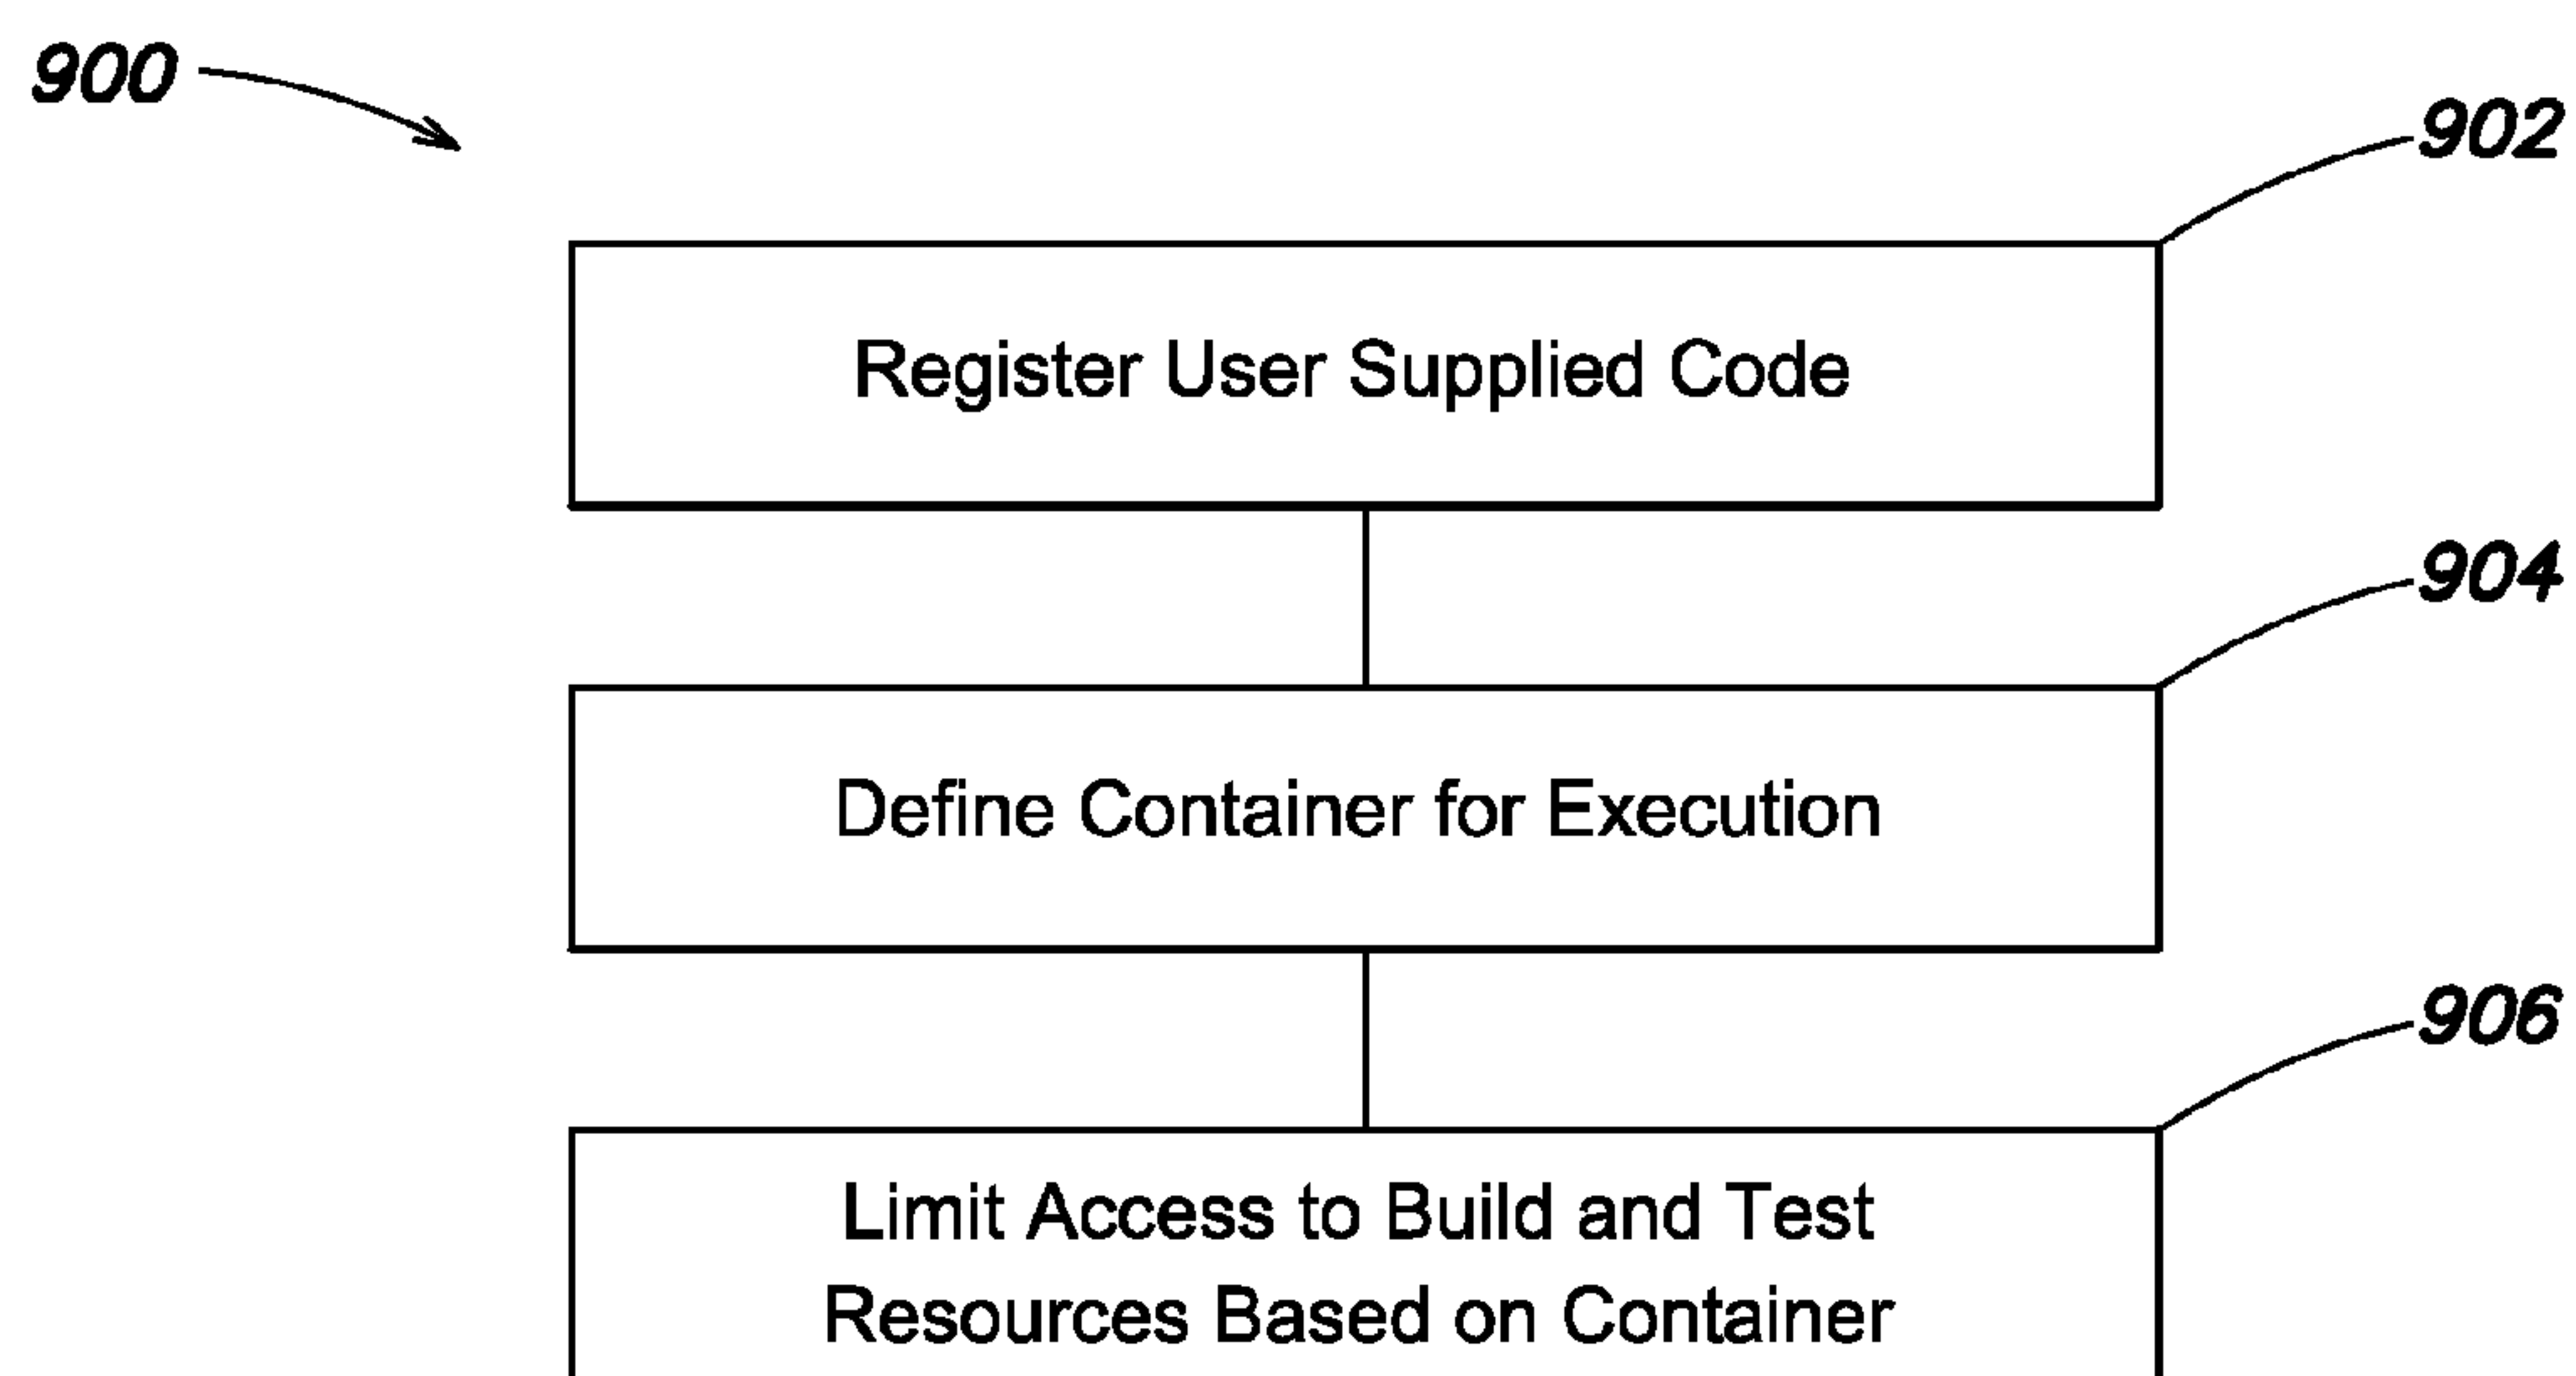 900
902
Register User Supplied Code
904
Define Container for Execution
906
Limit Access to Build and Test
Resources Based on Container